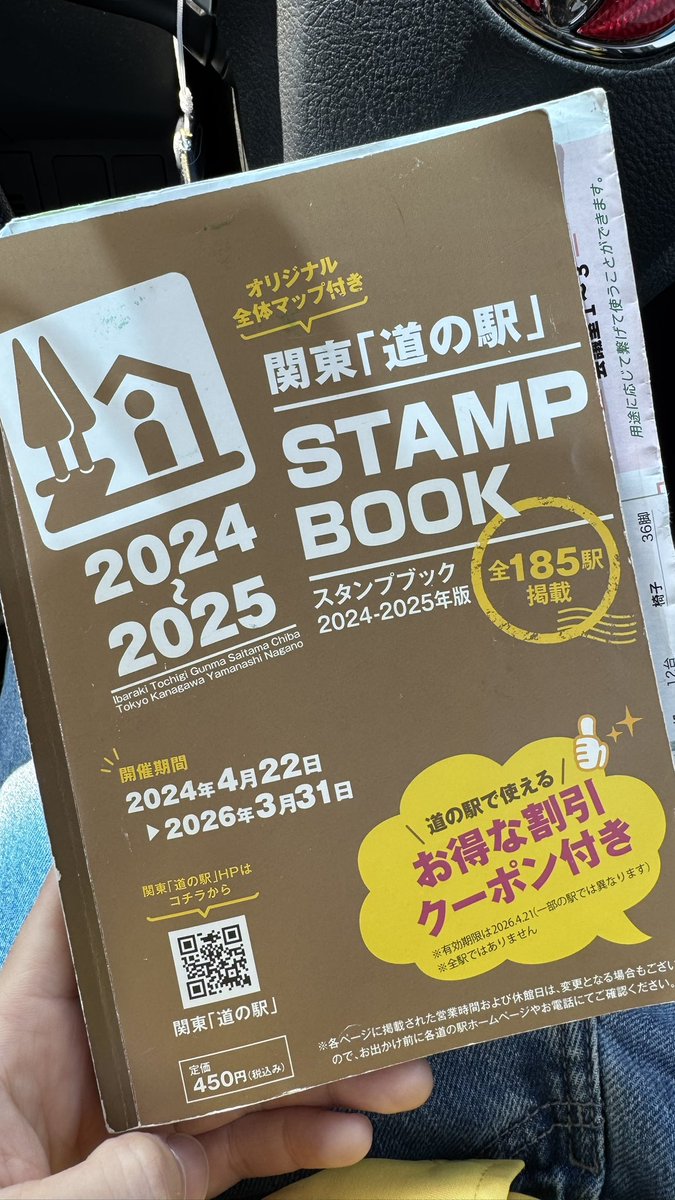 オリジナル
全体マップ付き
関東「道の駅」
STAMP
BOOK
スタンプブック
2024-2025年版
全185駅
掲載
2024
~
2025
Ibaraki Tochigi Gunma Saitama Chiba
Tokyo Kanagawa Yamanashi Nagano
開催期間
2024年4月22日
▶2026年3月31日
道の駅で使える
お得な割引
クーポン付き
※有効期限は2026.4.21(一部の駅では異なります)
※全駅ではありません
関東「道の駅」HPは
コチラから
関東「道の駅」
定価
450円(税込み)
※各ページに掲載された営業時間および休館日は、変更となる場合もござい
ので、お出かけ前に各道の駅ホームページやお電話にてご確認ください。
用途に応じて繋げて使うことができます。
36脚
椅子
12台